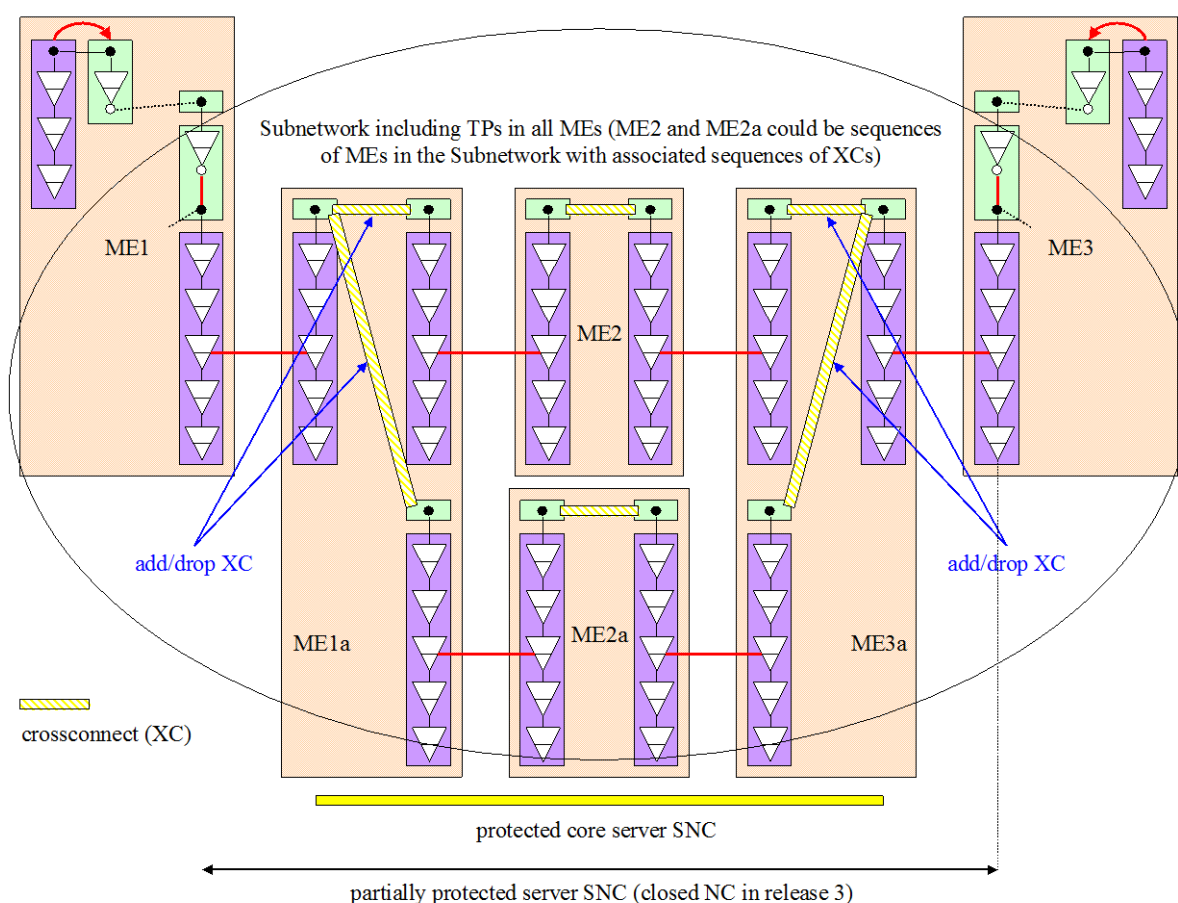 Subnetwork including TPs in all MEs (ME2 and ME2a could be sequences
of MEs in the Subnetwork with associated sequences of XCs)
ME1
ME3
ME2
add/drop XC
add/drop XC
ME1a
ME2a
ME3a
crossconnect (XC)
protected core server SNC
partially protected server SNC (closed NC in release 3)